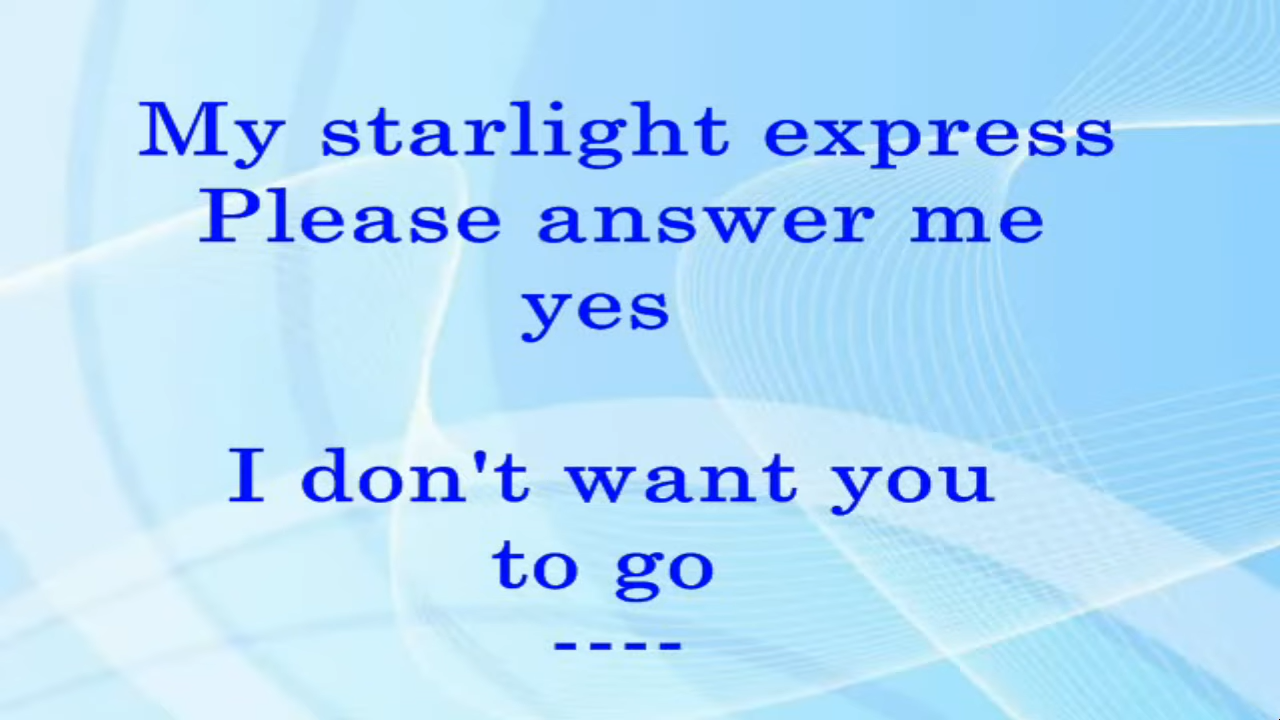 My starlight express
Please answer me
yes
I don't want you
to go
----